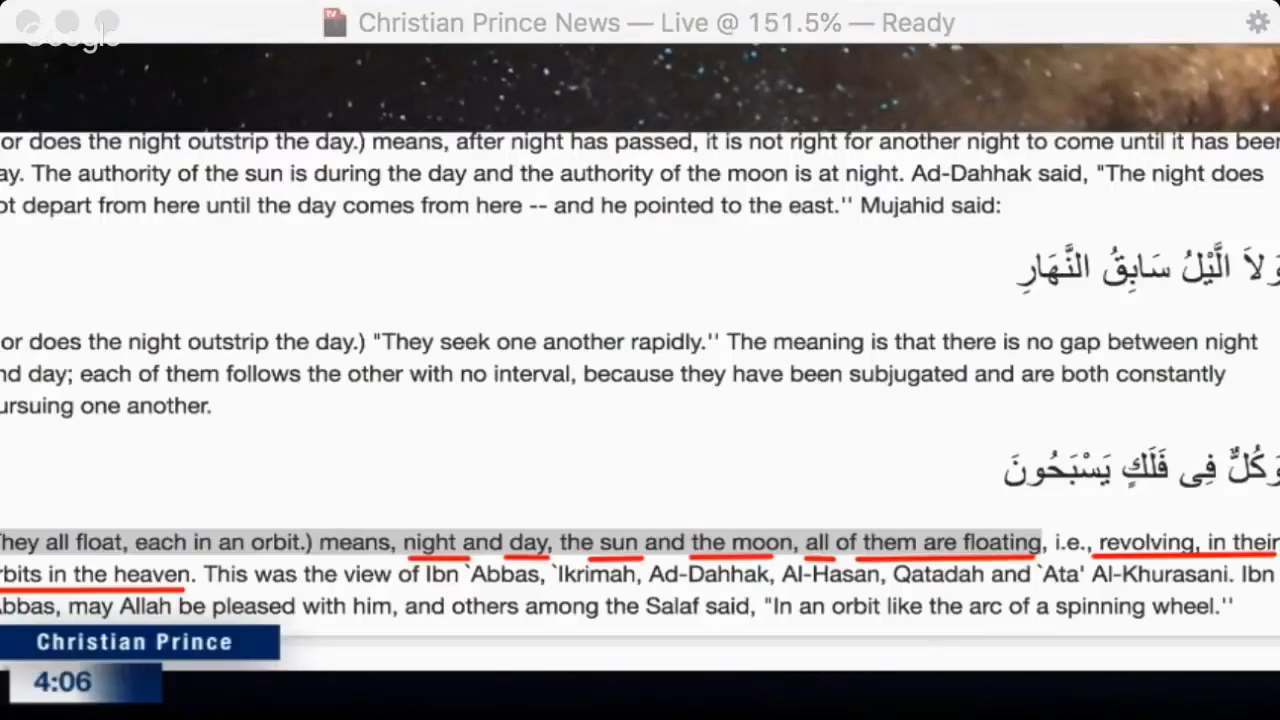 Christian Prince News — Live @ 151.5% — Ready
Google
or does the night outstrip the day.) means, after night has passed, it is not right for another night to come until it has been
ay. The authority of the sun is during the day and the authority of the moon is at night. Ad-Dahhak said, "The night does
ot depart from here until the day comes from here -- and he pointed to the east.'' Mujahid said:
وَلاَ الَّيْلُ سَابِقُ النَّهَارِ
or does the night outstrip the day.) "They seek one another rapidly.'' The meaning is that there is no gap between night
nd day; each of them follows the other with no interval, because they have been subjugated and are both constantly
ursuing one another.
وَكُلٌّ فِى فَلَكٍ يَسْبَحُونَ
They all float, each in an orbit.) means, night and day, the sun and the moon, all of them are floating, i.e., revolving, in their
rbits in the heaven. This was the view of Ibn `Abbas, `Ikrimah, Ad-Dahhak, Al-Hasan, Qatadah and `Ata' Al-Khurasani. Ibn
Abbas, may Allah be pleased with him, and others among the Salaf said, "In an orbit like the arc of a spinning wheel.''
Christian Prince
4:06